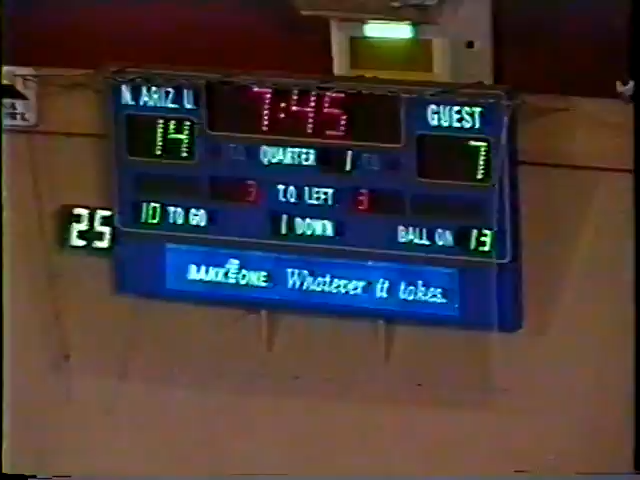 N. ARIZ. U.
7:45
GUEST
14
QUARTER 1
7
3 T.O. LEFT 3
10 TO GO
1 DOWN
BALL ON 13
25
BANK ONE. Whatever it takes.